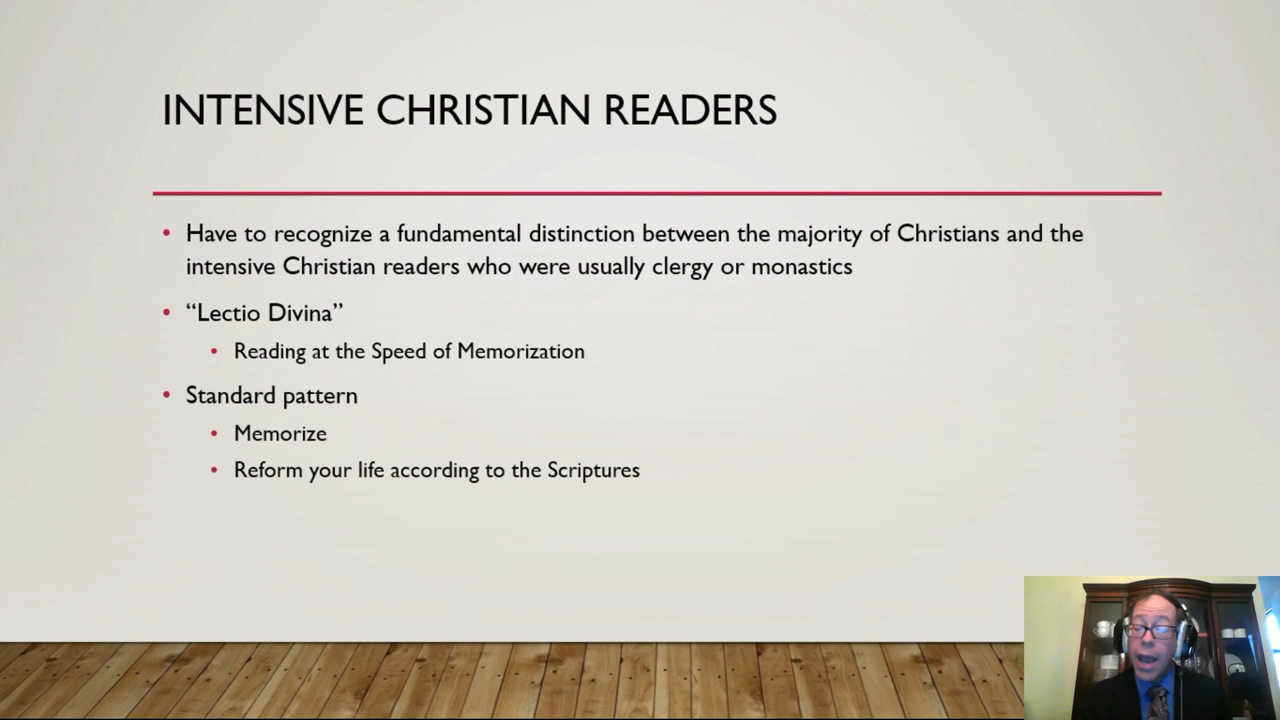 INTENSIVE CHRISTIAN READERS
• Have to recognize a fundamental distinction between the majority of Christians and the
intensive Christian readers who were usually clergy or monastics
• “Lectio Divina”
• Reading at the Speed of Memorization
• Standard pattern
• Memorize
• Reform your life according to the Scriptures